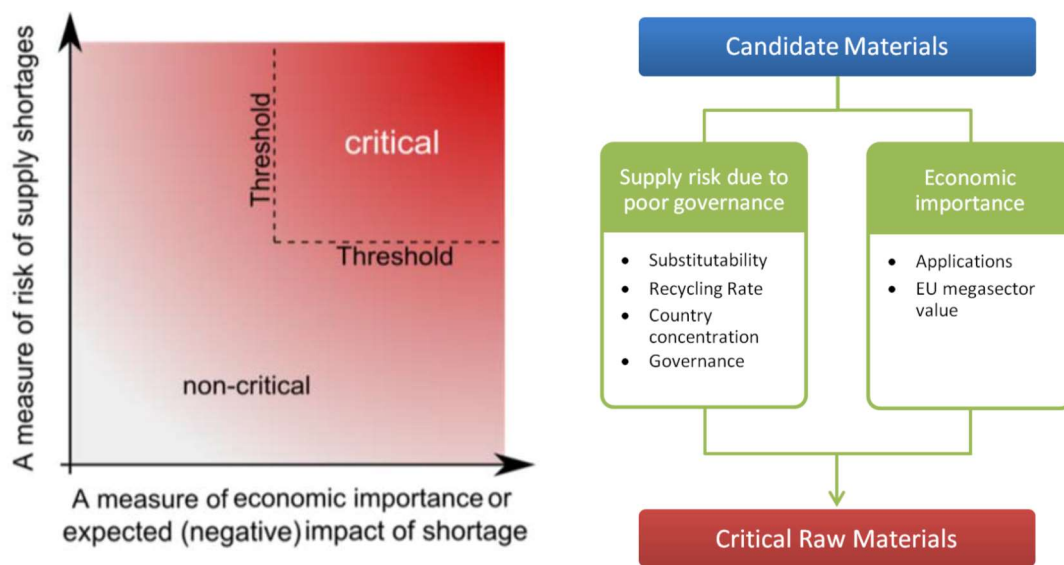 A measure of risk of supply shortages
Threshold
critical
Threshold
non-critical
A measure of economic importance or
expected (negative) impact of shortage
Candidate Materials
Supply risk due to
poor governance
• Substitutability
• Recycling Rate
• Country
concentration
• Governance
Economic
importance
• Applications
• EU megasector
value
Critical Raw Materials